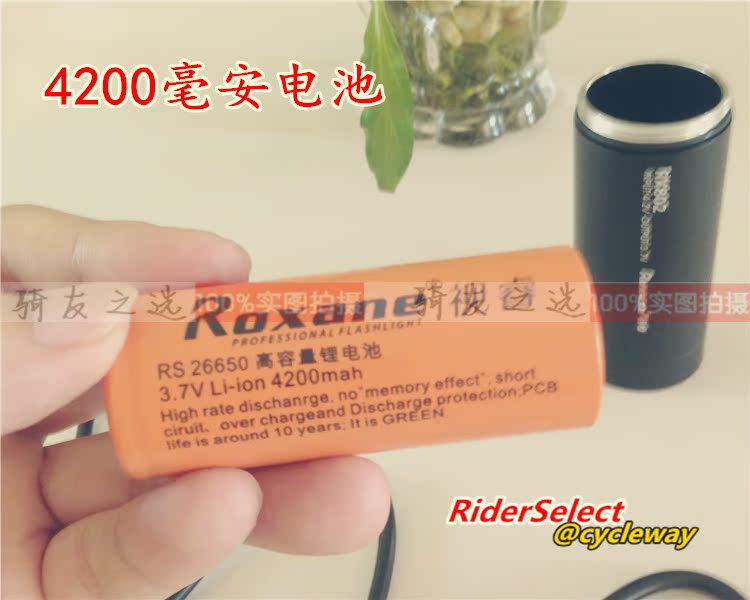 4200毫安电池
骑友之选 100%实图拍摄 骑友之选 100%实图拍摄
Roxane 视睿
PROFESSIONAL FLASHLIGHT
RS 26650 高容量锂电池
3.7V Li-ion 4200mah
High rate dischanrge, no"memory effect", short
ciruit、over chargeand Discharge protection;PCB
life is around 10 years; It is GREEN.
RiderSelect
@cycleway